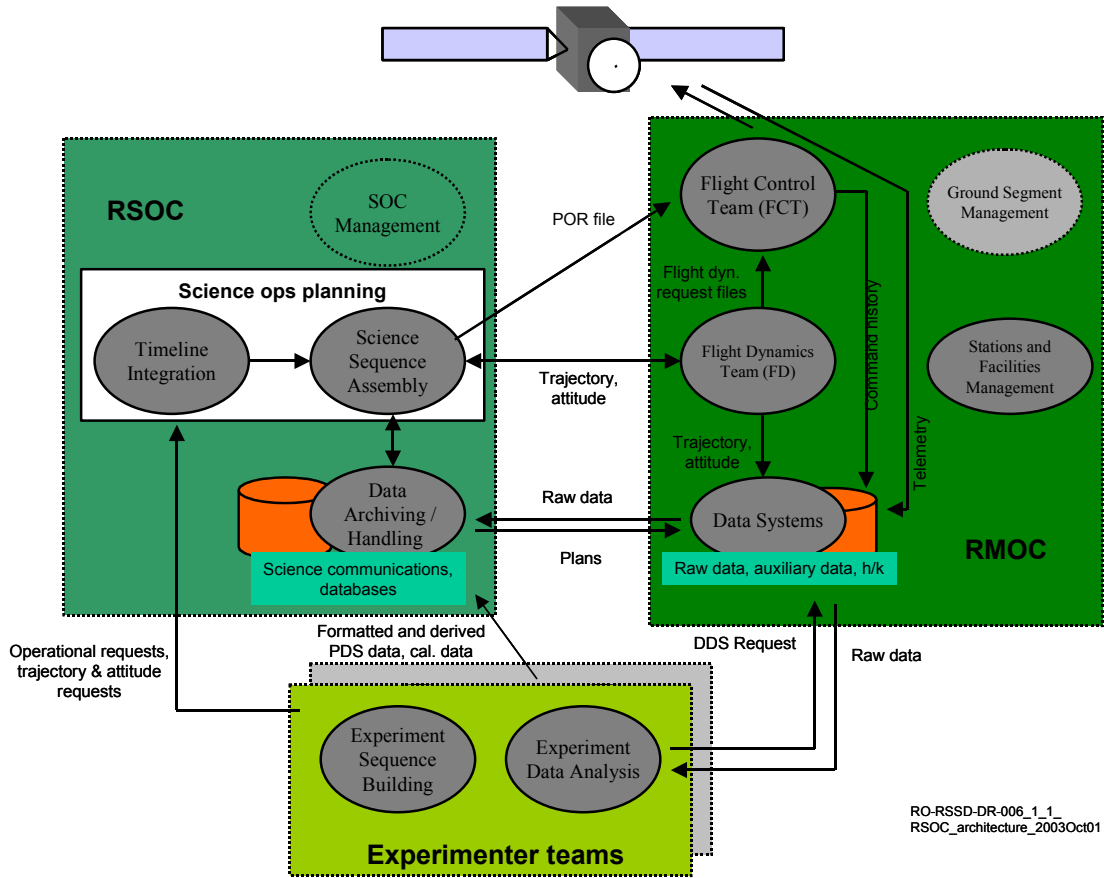 RSOC
SOC
Management
Science ops planning
Timeline
Integration
Science
Sequence
Assembly
Data
Archiving /
Handling
Science communications,
databases
POR file
Trajectory,
attitude
Raw data
Plans
Flight Control
Team (FCT)
Ground Segment
Management
Flight dyn.
request files
Command history
Flight Dynamics
Team (FD)
Stations and
Facilities
Management
Trajectory,
attitude
Telemetry
Data Systems
RMOC
Raw data, auxiliary data, h/k
Operational requests,
trajectory & attitude
requests
Formatted and derived
PDS data, cal. data
DDS Request
Raw data
Experiment
Sequence
Building
Experiment
Data Analysis
Experimenter teams
RO-RSSD-DR-006_1_1_
RSOC_architecture_2003Oct01